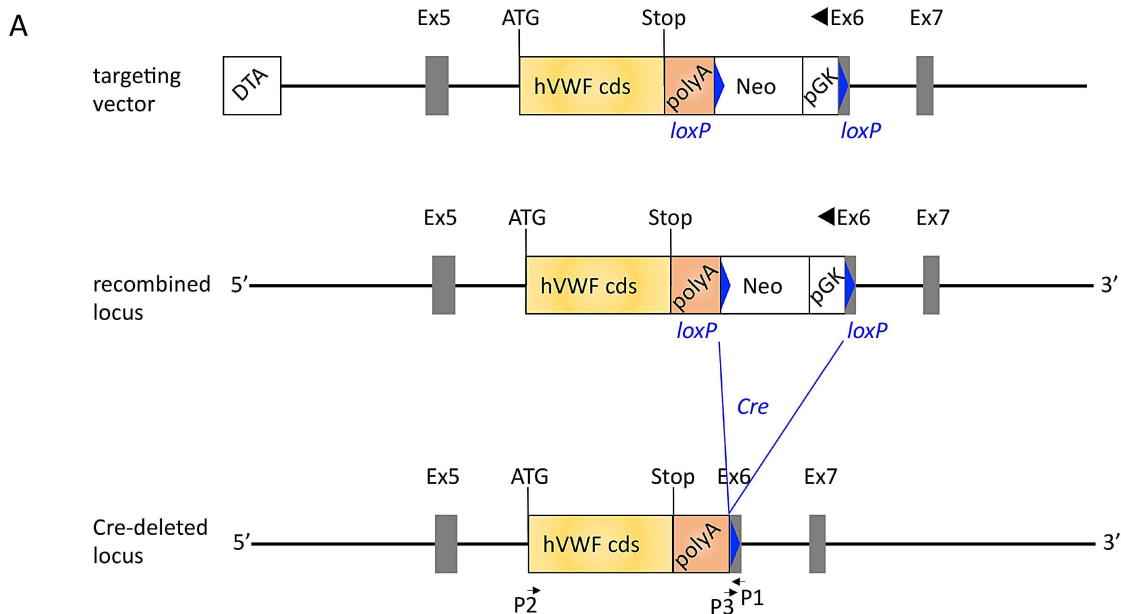 A
Ex5 ATG Stop ◀Ex6 Ex7
targeting
vector
DTA hVWF cds polyA Neo pGK
loxP loxP
Ex5 ATG Stop ◀Ex6 Ex7
recombined
locus
5’ hVWF cds polyA Neo pGK 3’
loxP loxP
Cre
Ex5 ATG Stop Ex6 Ex7
Cre-deleted
locus
5’ hVWF cds polyA 3’
P2 P3 P1